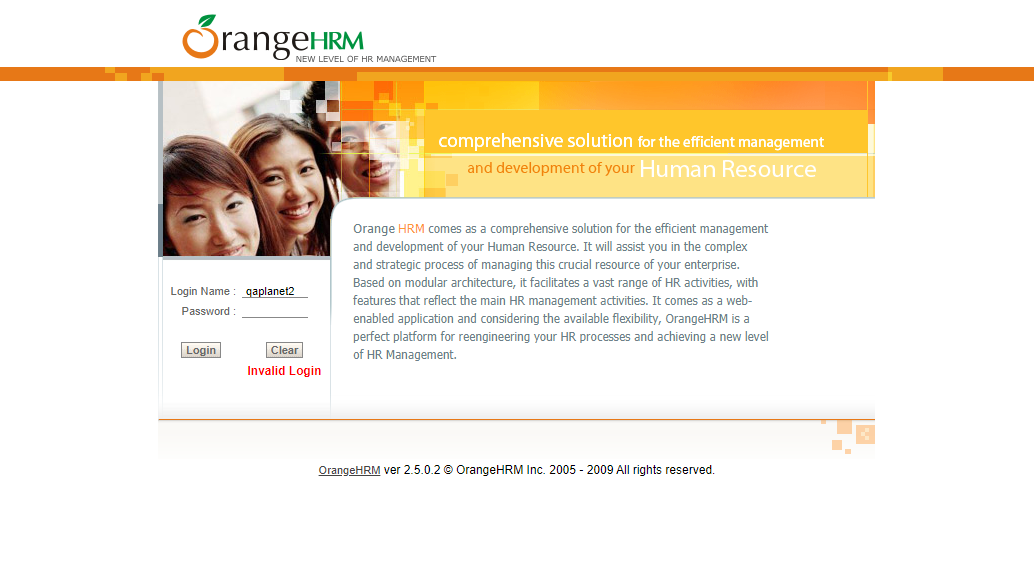 OrangeHRM
NEW LEVEL OF HR MANAGEMENT
comprehensive solution for the efficient management
and development of your Human Resource
Orange HRM comes as a comprehensive solution for the efficient management
and development of your Human Resource. It will assist you in the complex
and strategic process of managing this crucial resource of your enterprise.
Based on modular architecture, it facilitates a vast range of HR activities, with
features that reflect the main HR management activities. It comes as a web-
enabled application and considering the available flexibility, OrangeHRM is a
perfect platform for reengineering your HR processes and achieving a new level
of HR Management.
Login Name : qaplanet2
Password :
Login Clear
Invalid Login
OrangeHRM ver 2.5.0.2 © OrangeHRM Inc. 2005 - 2009 All rights reserved.